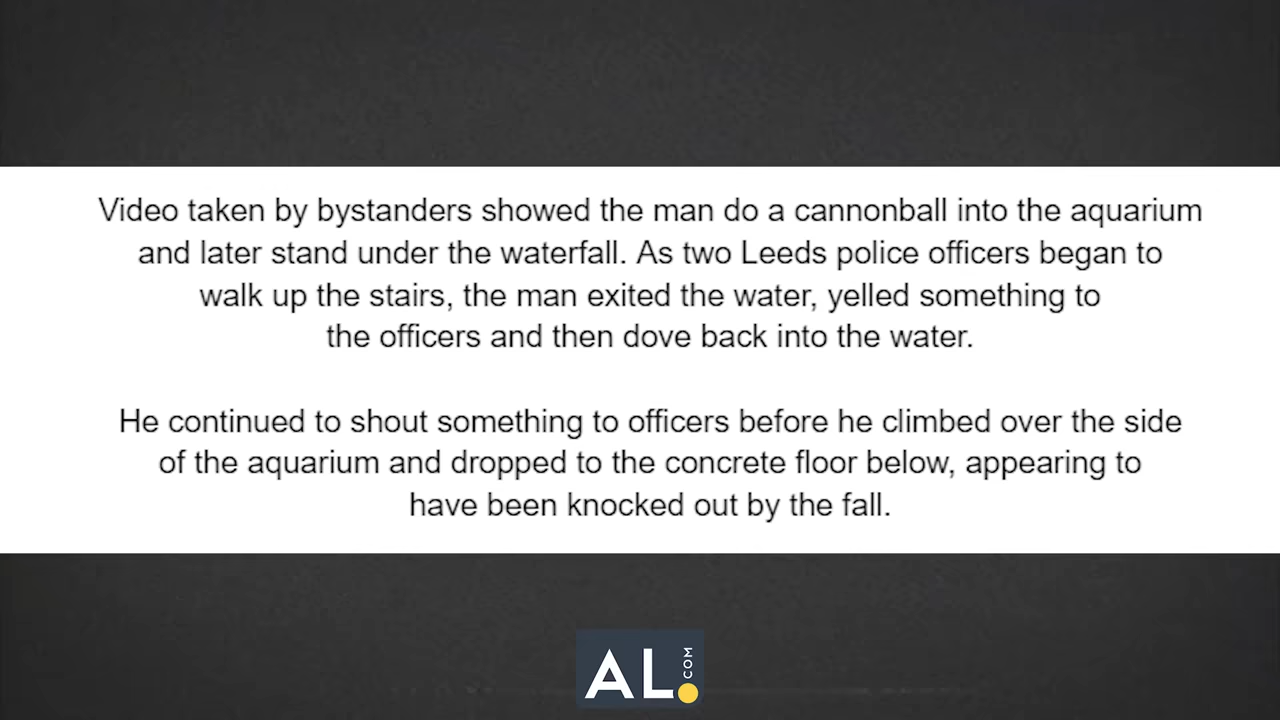 Video taken by bystanders showed the man do a cannonball into the aquarium
and later stand under the waterfall. As two Leeds police officers began to
walk up the stairs, the man exited the water, yelled something to
the officers and then dove back into the water.
He continued to shout something to officers before he climbed over the side
of the aquarium and dropped to the concrete floor below, appearing to
have been knocked out by the fall.
AL.COM